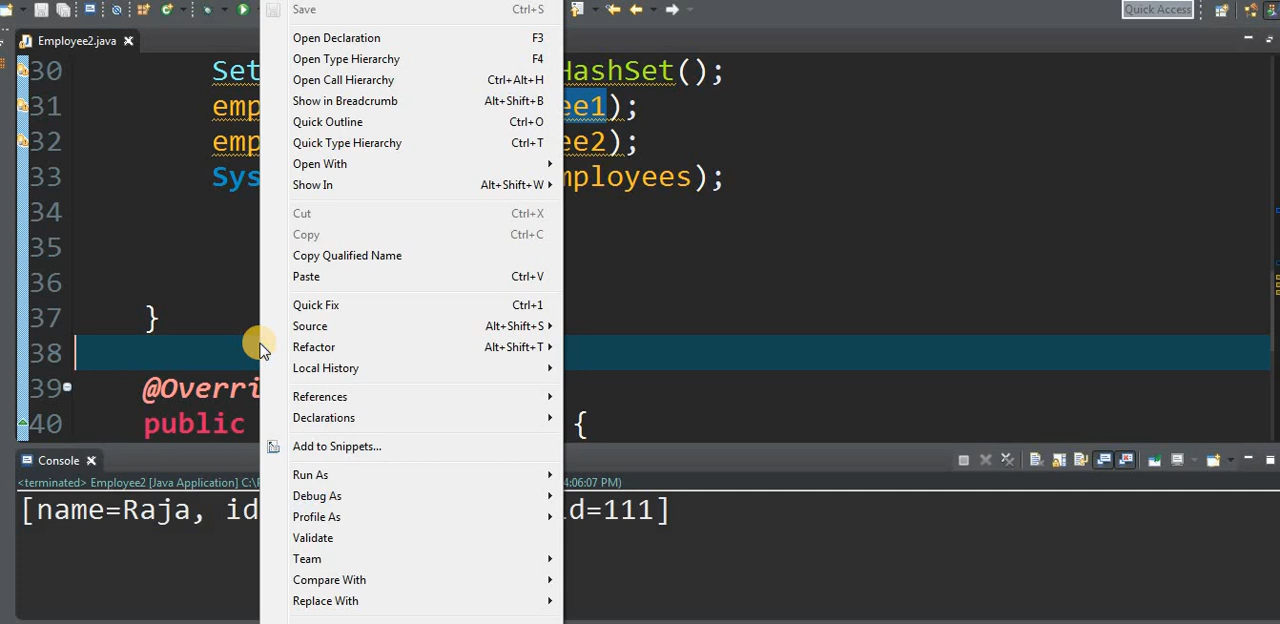 Save Ctrl+S
Quick Access
Employee2.java
Open Declaration F3
Open Type Hierarchy F4
Open Call Hierarchy Ctrl+Alt+H
Show in Breadcrumb Alt+Shift+B
Quick Outline Ctrl+O
Quick Type Hierarchy Ctrl+T
Open With
Show In Alt+Shift+W
Cut Ctrl+X
Copy Ctrl+C
Copy Qualified Name
Paste Ctrl+V
Quick Fix Ctrl+1
Source Alt+Shift+S
Refactor Alt+Shift+T
Local History
References
Declarations
Add to Snippets...
Run As
Debug As
Profile As
Validate
Team
Compare With
Replace With
30 Set HashSet();
31 emp ee1);
32 emp ee2);
33 Sys mployees);
34
35
36
37 }
38
39 @Overri
40 public {
Console
<terminated> Employee2 [Java Application] C:\ 4:06:07 PM)
[name=Raja, id d=111]